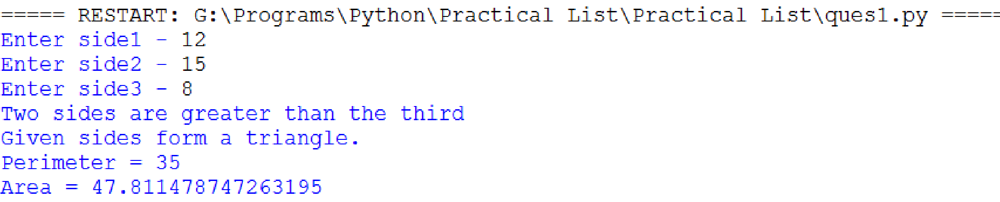 ===== RESTART: G:\Programs\Python\Practical List\Practical List\ques1.py =====
Enter side1 - 12
Enter side2 - 15
Enter side3 - 8
Two sides are greater than the third
Given sides form a triangle.
Perimeter = 35
Area = 47.811478747263195